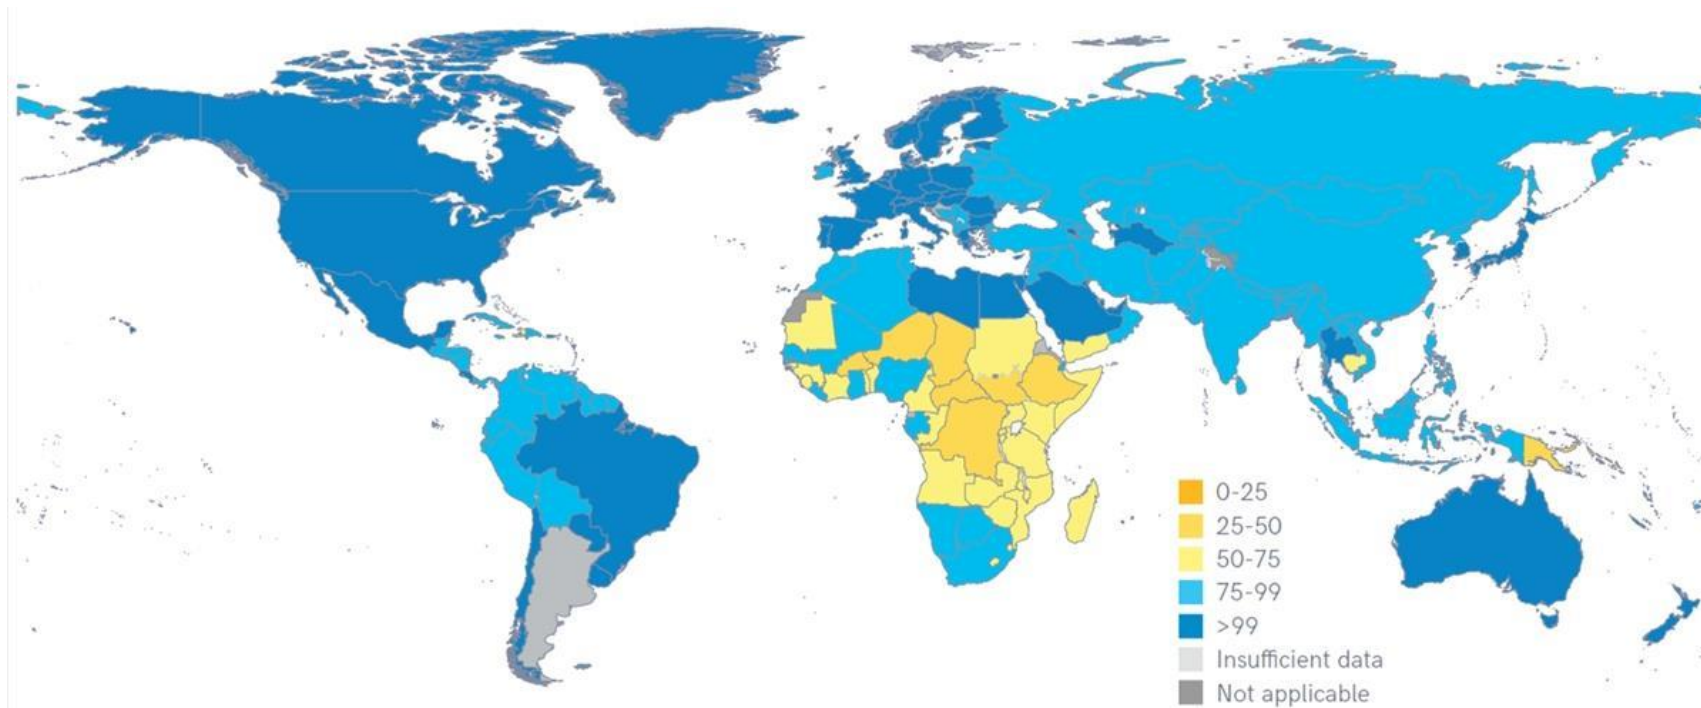 0-25
25-50
50-75
75-99
>99
Insufficient data
Not applicable